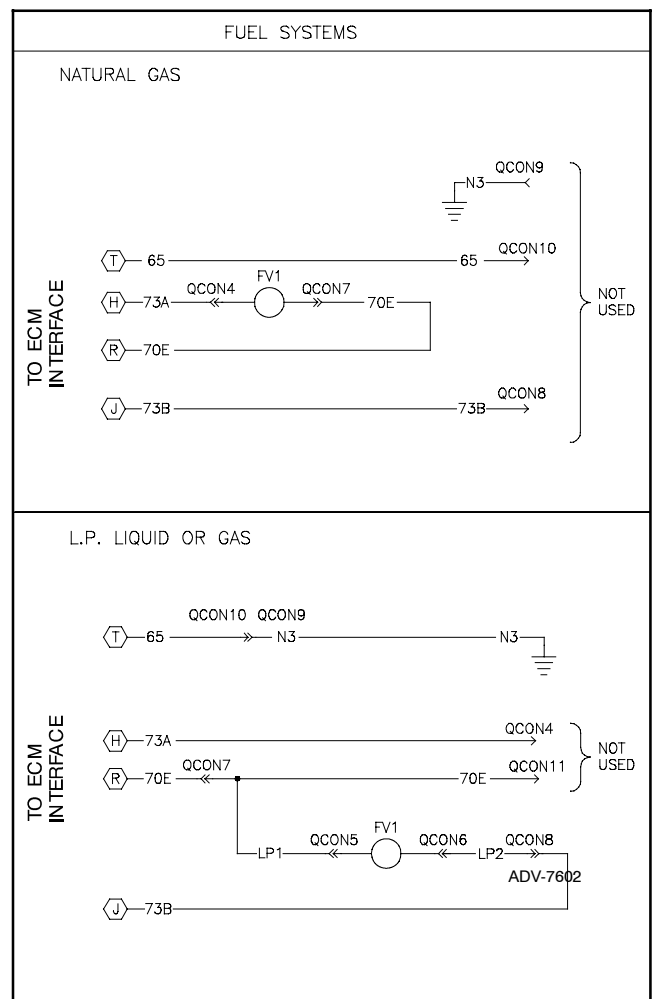 FUEL SYSTEMS
NATURAL GAS
QCON9
N3
T 65 65 QCON10
FV1
H 73A QCON4 QCON7 70E
NOT
USED
TO ECM
INTERFACE
R 70E
J 73B 73B QCON8
L.P. LIQUID OR GAS
QCON10 QCON9
T 65 N3 N3
TO ECM
INTERFACE
H 73A QCON4
NOT
USED
R 70E QCON7 70E QCON11
FV1
LP1 QCON5 QCON6 LP2 QCON8
ADV-7602
J 73B